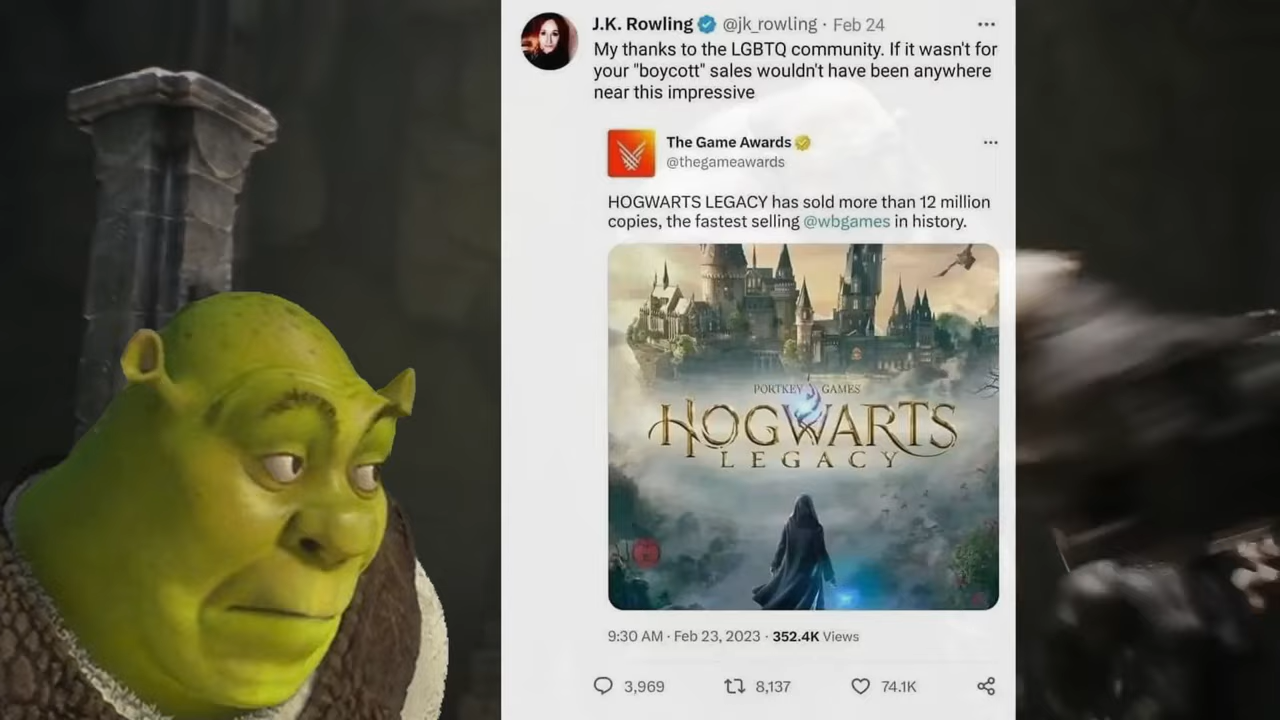 J.K. Rowling @jk_rowling · Feb 24
My thanks to the LGBTQ community. If it wasn't for
your "boycott" sales wouldn't have been anywhere
near this impressive
The Game Awards
@thegameawards
HOGWARTS LEGACY has sold more than 12 million
copies, the fastest selling @wbgames in history.
PORTKEY GAMES
HOGWARTS
LEGACY
9:30 AM · Feb 23, 2023 · 352.4K Views
3,969 8,137 74.1K